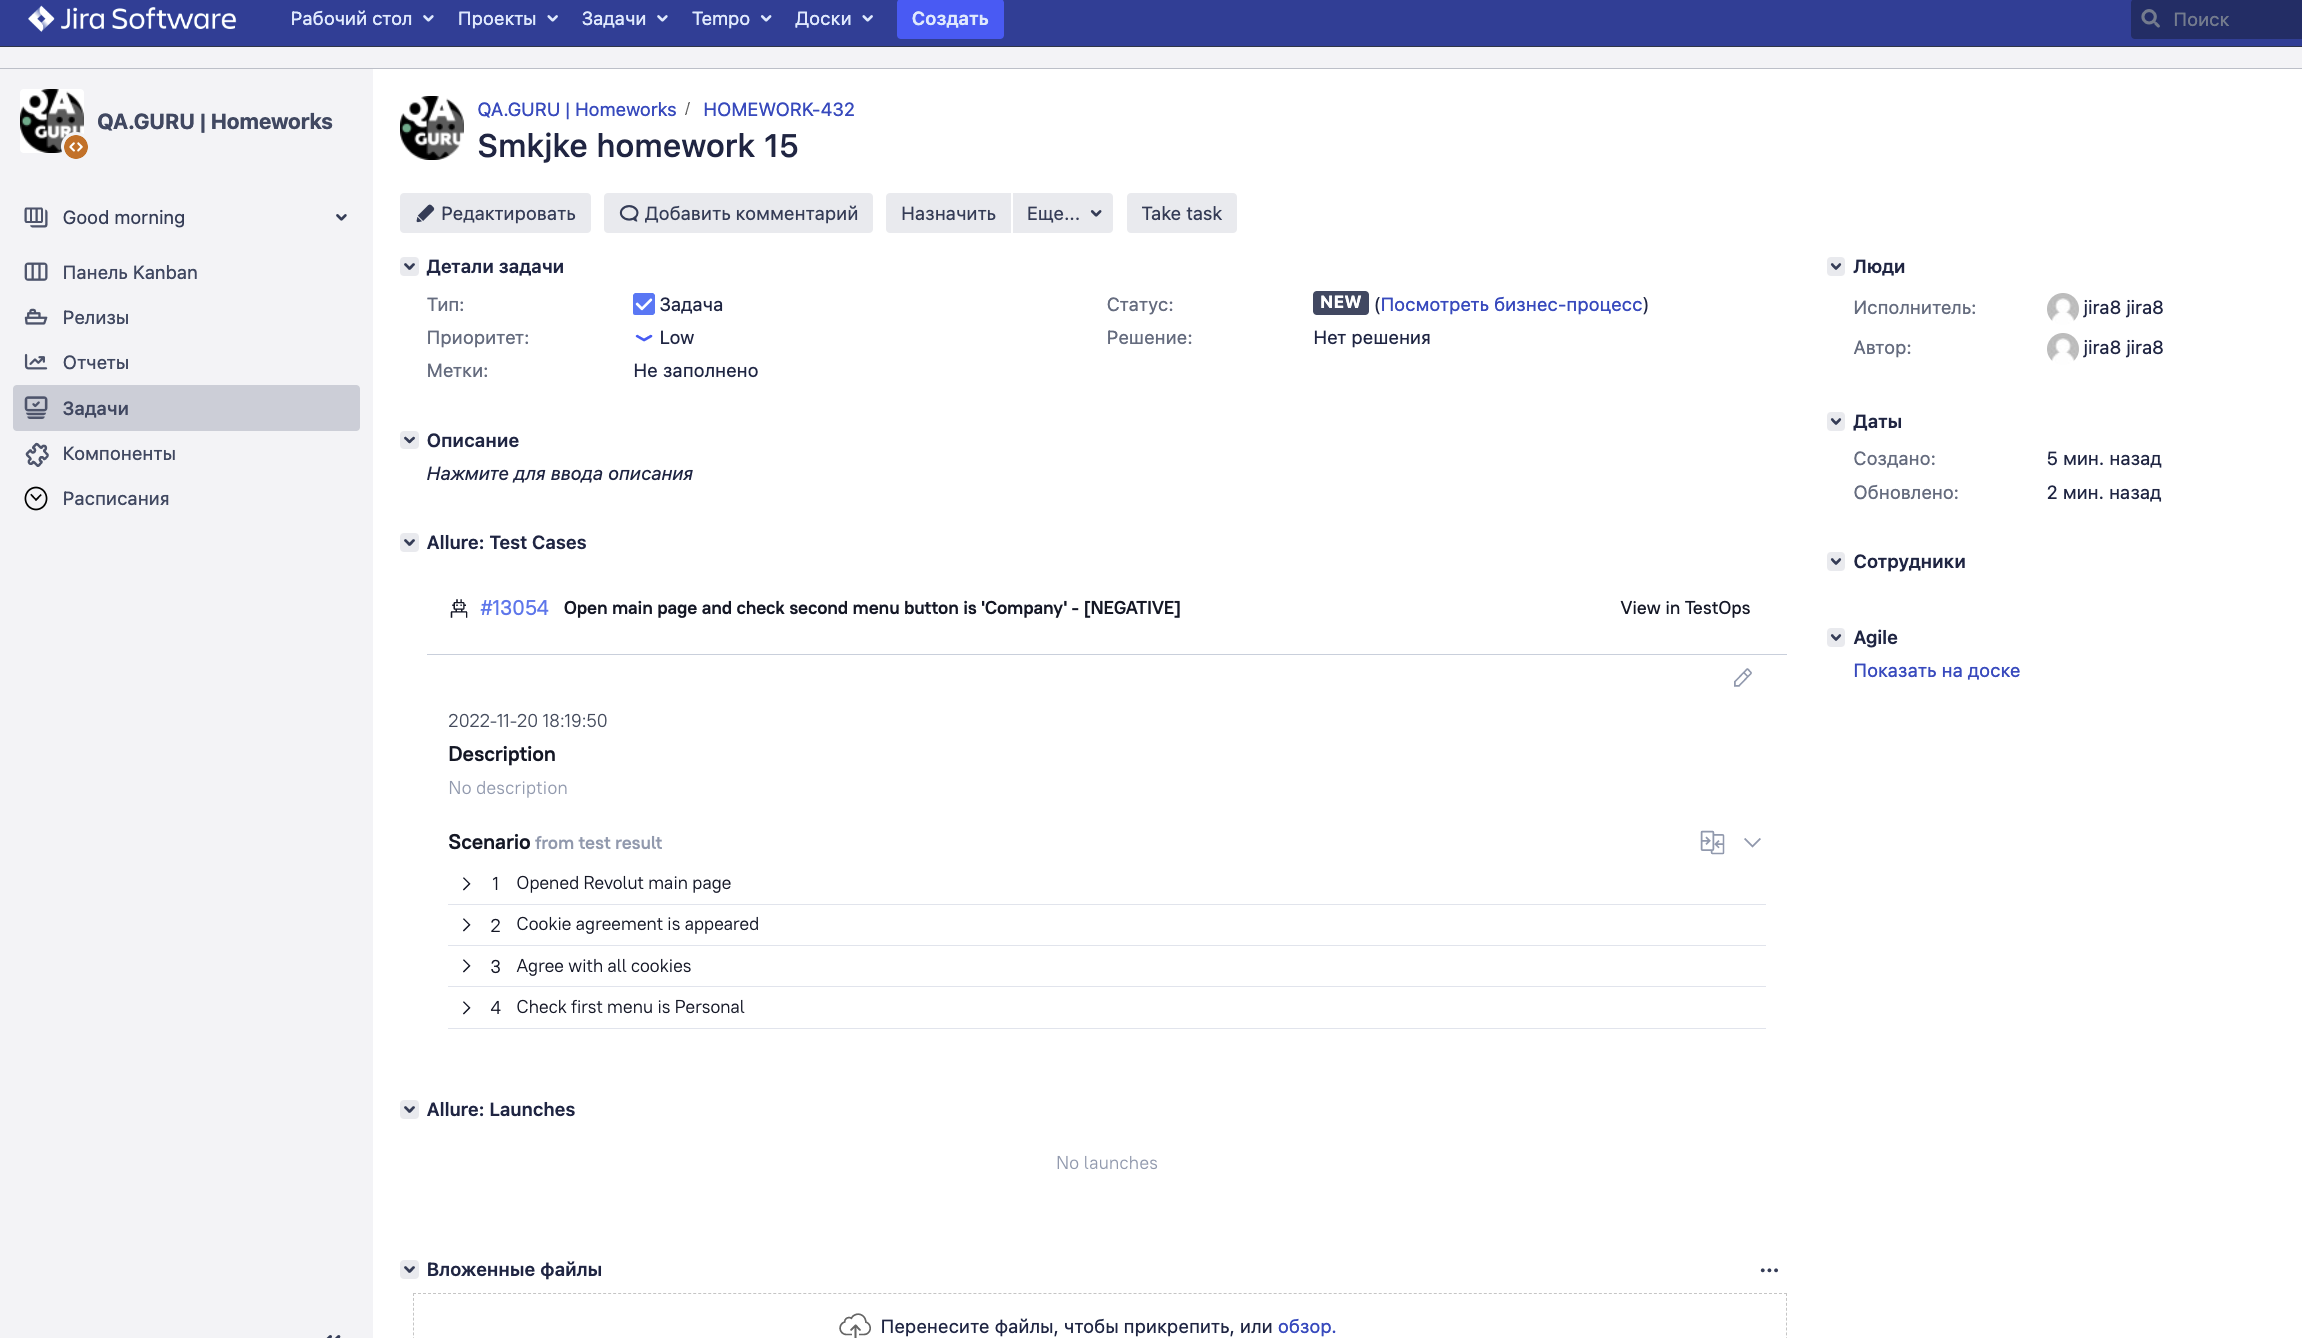 Jira Software Рабочий стол Проекты Задачи Tempo Доски Создать Поиск
QA.GURU | Homeworks
Good morning
Панель Kanban
Релизы
Отчеты
Задачи
Компоненты
Расписания
QA GURU
QA.GURU | Homeworks / HOMEWORK-432
Smkjke homework 15
Редактировать Добавить комментарий Назначить Еще... Take task
Детали задачи
Тип: Задача Статус: NEW (Посмотреть бизнес-процесс)
Приоритет: Low Решение: Нет решения
Метки: Не заполнено
Описание
Нажмите для ввода описания
Allure: Test Cases
#13054 Open main page and check second menu button is 'Company' - [NEGATIVE] View in TestOps
2022-11-20 18:19:50
Description
No description
Scenario from test result
1 Opened Revolut main page
2 Cookie agreement is appeared
3 Agree with all cookies
4 Check first menu is Personal
Allure: Launches
No launches
Вложенные файлы
Перенесите файлы, чтобы прикрепить, или обзор.
Люди
Исполнитель: jira8 jira8
Автор: jira8 jira8
Даты
Создано: 5 мин. назад
Обновлено: 2 мин. назад
Сотрудники
Agile
Показать на доске